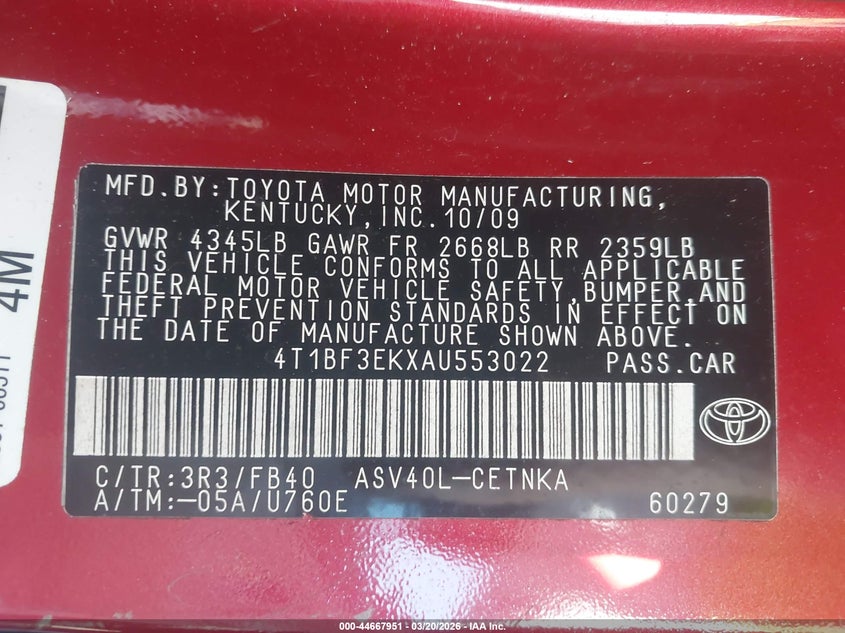 MFD.BY:TOYOTA MOTOR MANUFACTURING,
KENTUCKY,INC.10/09
GVWR 4345LB GAWR FR 2668LB RR 2359LB
THIS VEHICLE CONFORMS TO ALL APPLICABLE
FEDERAL MOTOR VEHICLE SAFETY,BUMPER,AND
THEFT PREVENTION STANDARDS IN EFFECT ON
THE DATE OF MANUFACTURE SHOWN ABOVE.
4T1BF3EKXAU553022 PASS.CAR
C/TR:3R3/FB40 ASV40L-CETNKA
A/TM:-05A/U760E 60279
4M
000-44667951 - 03/20/2026 - IAA Inc.